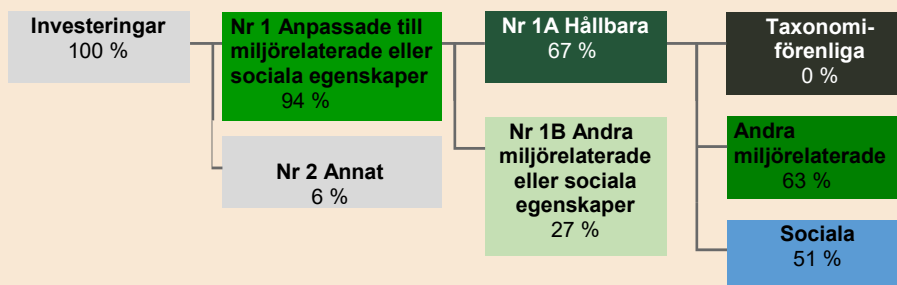 Investeringar
100 %
Nr 1 Anpassade till
miljörelaterade eller
sociala egenskaper
94 %
Nr 2 Annat
6 %
Nr 1A Hållbara
67 %
Nr 1B Andra
miljörelaterade
eller sociala
egenskaper
27 %
Taxonomi-
förenliga
0 %
Andra
miljörelaterade
63 %
Sociala
51 %